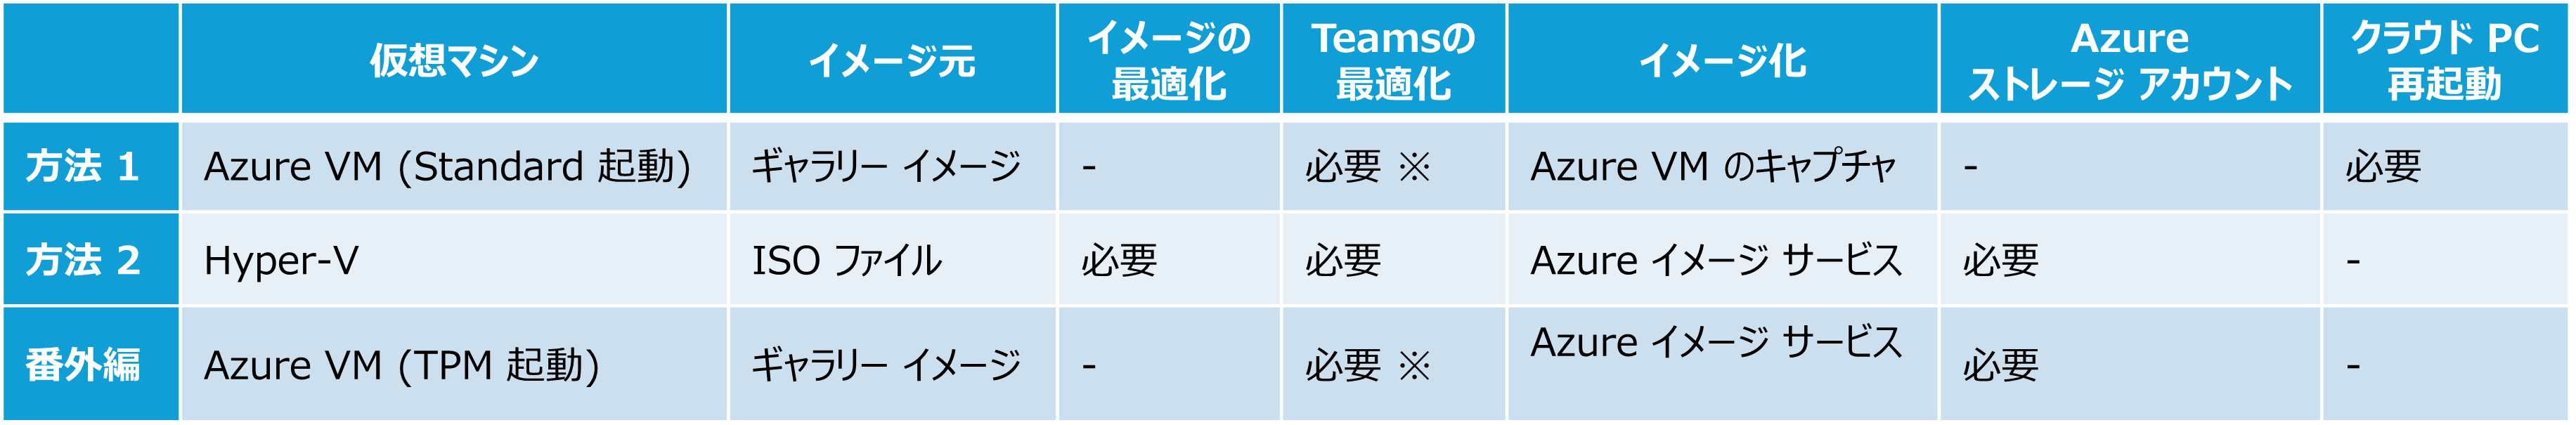 仮想マシン
イメージ元
イメージの
最適化
Teamsの
最適化
イメージ化
Azure
ストレージ アカウント
クラウド PC
再起動
方法 1
Azure VM (Standard 起動)
ギャラリー イメージ
-
必要 ※
Azure VM のキャプチャ
-
必要
方法 2
Hyper-V
ISO ファイル
必要
必要
Azure イメージ サービス
必要
-
番外編
Azure VM (TPM 起動)
ギャラリー イメージ
-
必要 ※
Azure イメージ サービス
必要
-